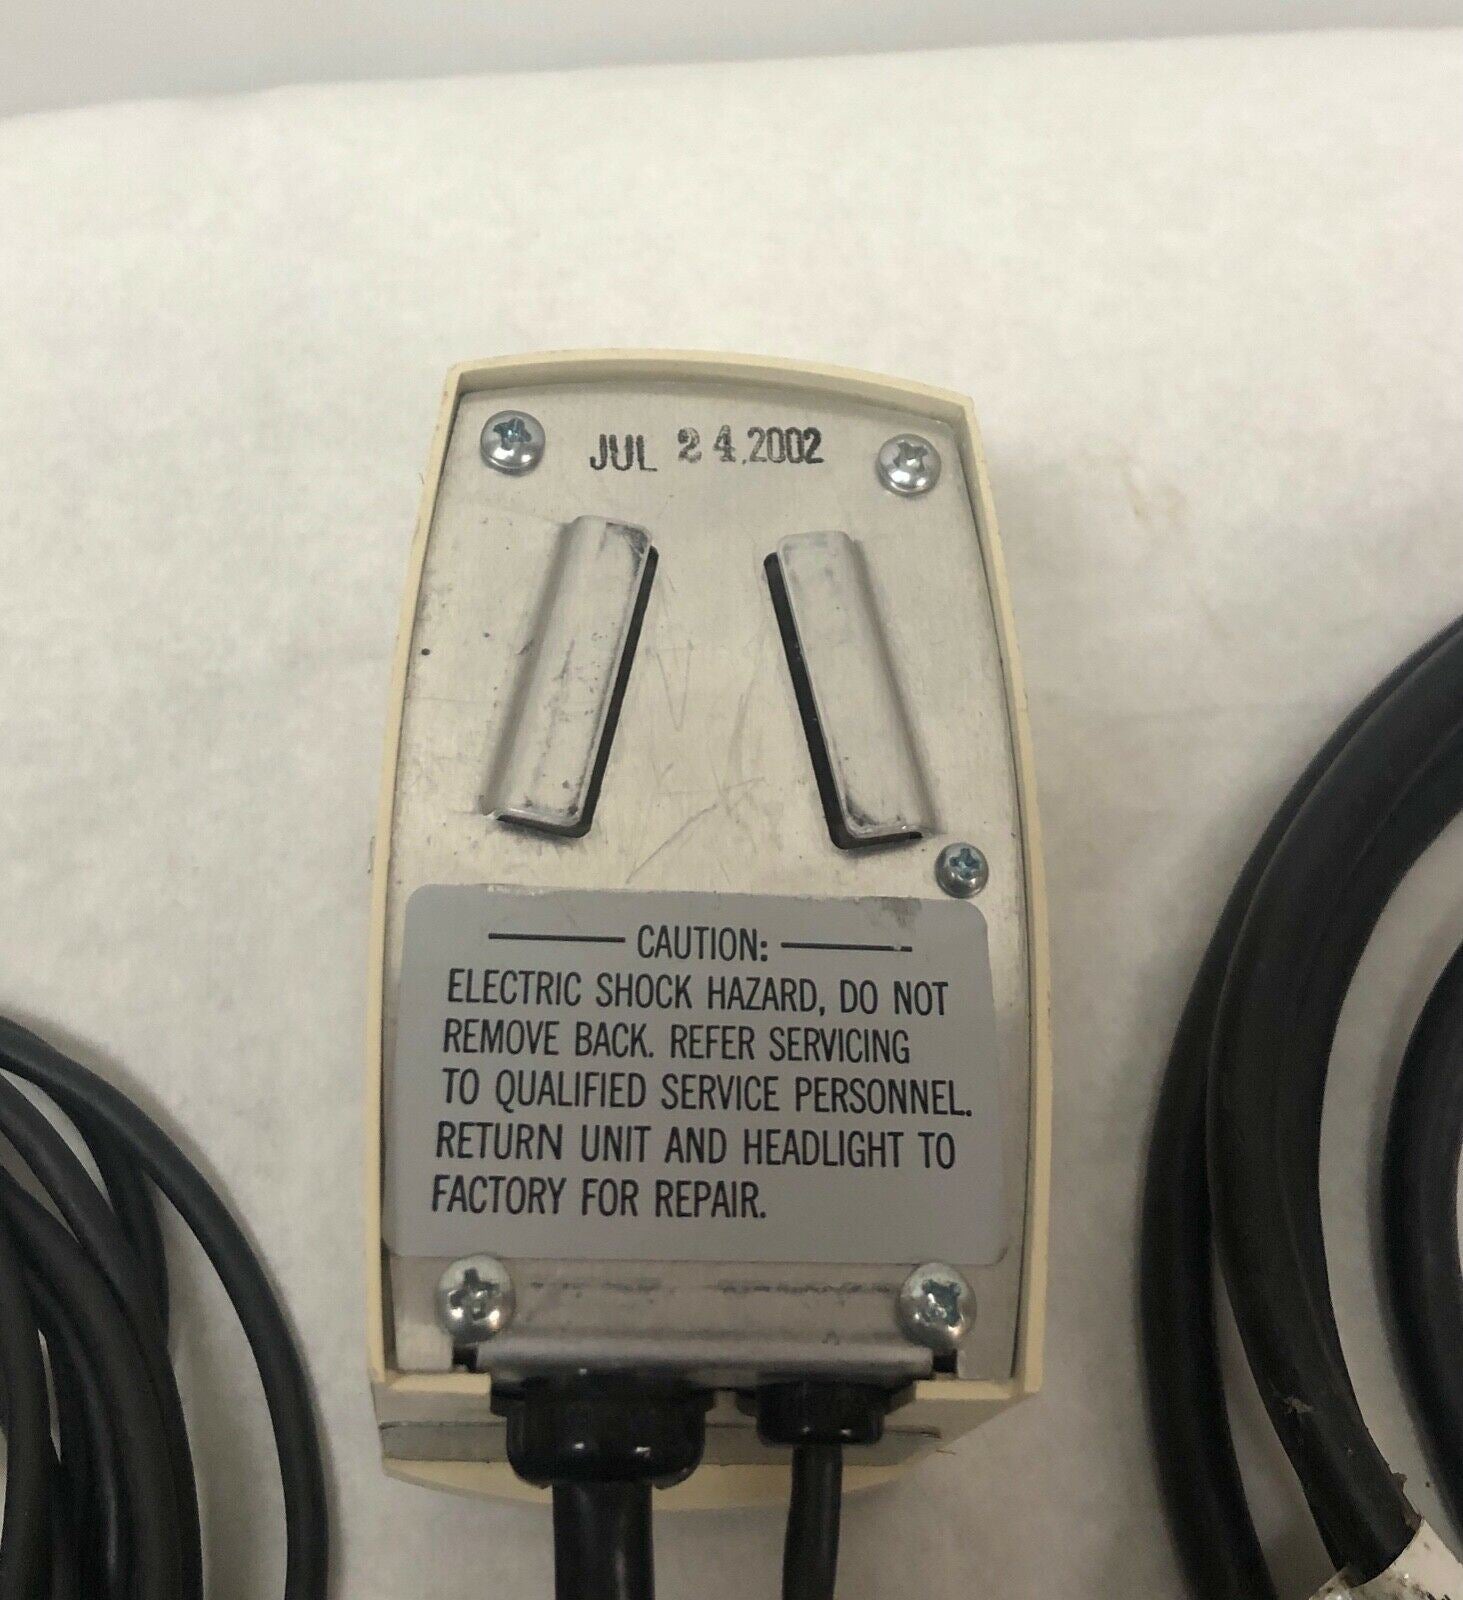 JUL 24.2002
CAUTION:
ELECTRIC SHOCK HAZARD, DO NOT
REMOVE BACK. REFER SERVICING
TO QUALIFIED SERVICE PERSONNEL.
RETURN UNIT AND HEADLIGHT TO
FACTORY FOR REPAIR.